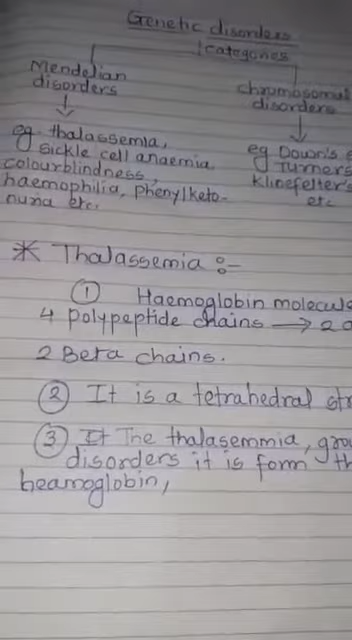 Genetic disorders
categories
Mendelian
disorders
chromosomal
disorders
eg thalassemia,
sickle cell anaemia
colourblindness,
haemophilia, phenylketo-
nuria etc.
eg Down's
Turners
Klinefelter's
etc
* Thalassemia :-
① Haemoglobin molecule
4 polypeptide chains → 2
2 Beta chains.
② It is a tetrahedral
③ It The thalasemmia,
disorders it is form
beamoglobin,